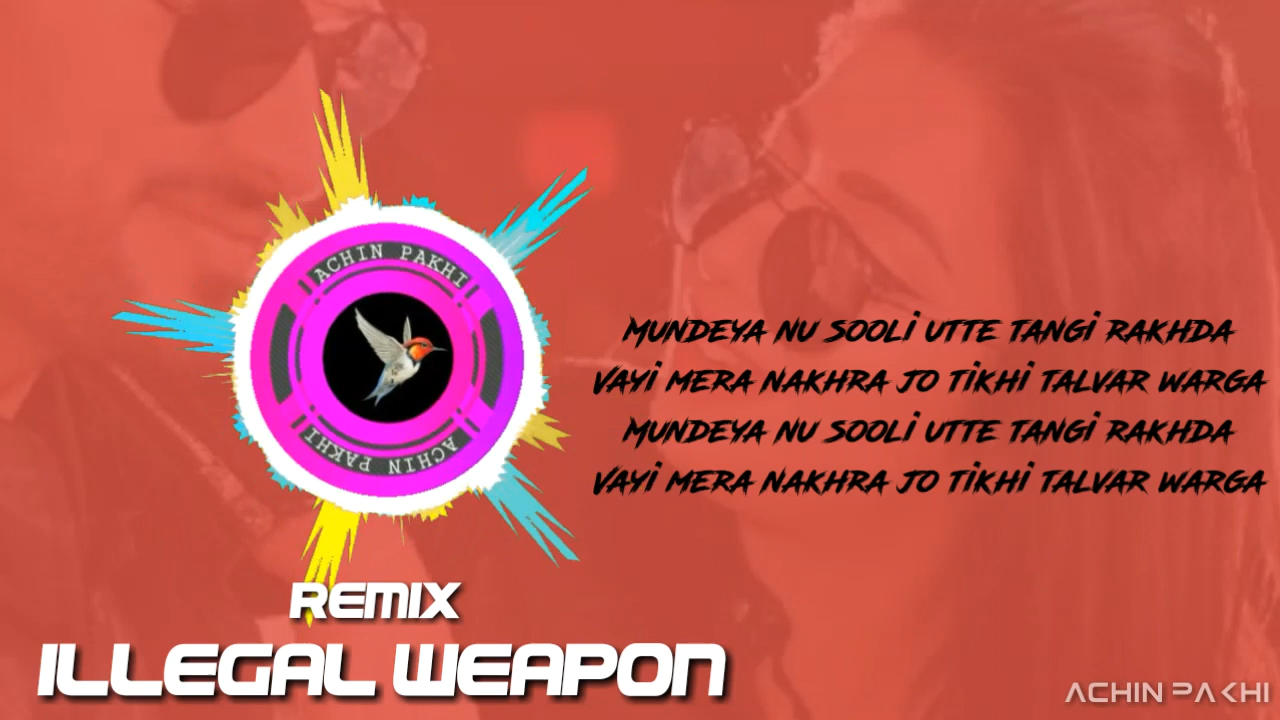 ACHIN PAKHI
ACHIN PAKHI
MUNDEYA NU SOOLI UTTE TANGI RAKHDA
VAYI MERA NAKHRA JO TIKHI TALVAR WARGA
MUNDEYA NU SOOLI UTTE TANGI RAKHDA
VAYI MERA NAKHRA JO TIKHI TALVAR WARGA
REMIX
ILLEGAL WEAPON
ACHIN PAKHI